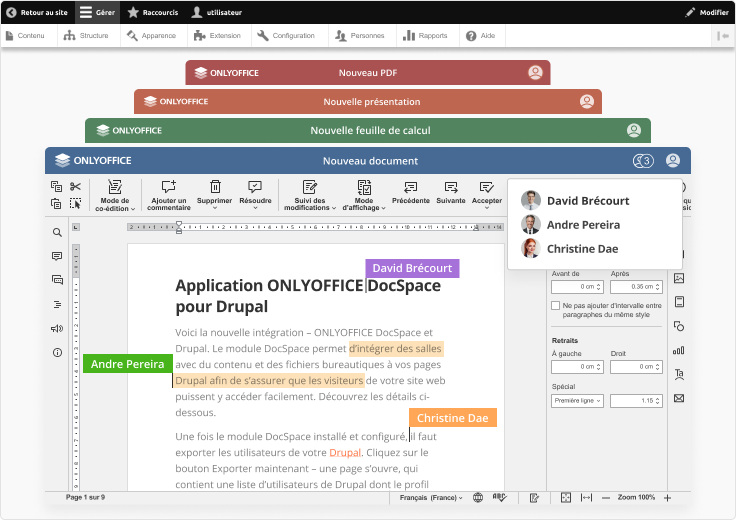 Retour au site Gérer Raccourcis utilisateur Modifier
Contenu Structure Apparence Extension Configuration Personnes Rapports Aide
ONLYOFFICE Nouveau PDF
ONLYOFFICE Nouvelle présentation
ONLYOFFICE Nouvelle feuille de calcul
ONLYOFFICE Nouveau document 3
Mode de
co-édition
Ajouter un
commentaire
Supprimer
Résoudre
Suivi des
modifications
Mode
d'affichage
Précédente
Suivante
Accepter
David Brécourt
Andre Pereira
Christine Dae
David Brécourt
Application ONLYOFFICE DocSpace
pour Drupal
Voici la nouvelle intégration – ONLYOFFICE DocSpace et
Drupal. Le module DocSpace permet d'intégrer des salles
avec du contenu et des fichiers bureautiques à vos pages
Andre Pereira
Drupal afin de s'assurer que les visiteurs de votre site web
puissent y accéder facilement. Découvrez les détails ci-
dessous.
Christine Dae
Une fois le module DocSpace installé et configuré, il faut
exporter les utilisateurs de votre Drupal. Cliquez sur le
bouton Exporter maintenant – une page s'ouvre, qui
contient une liste d'utilisateurs de Drupal dont le profil
Avant de Après
0 cm 0.35 cm
Ne pas ajouter d'intervalle entre
paragraphes du même style
Retraits
À gauche Droit
0 cm 0 cm
Spécial
Première ligne 1.15
Page 1 sur 9 Français (France) Zoom 100%